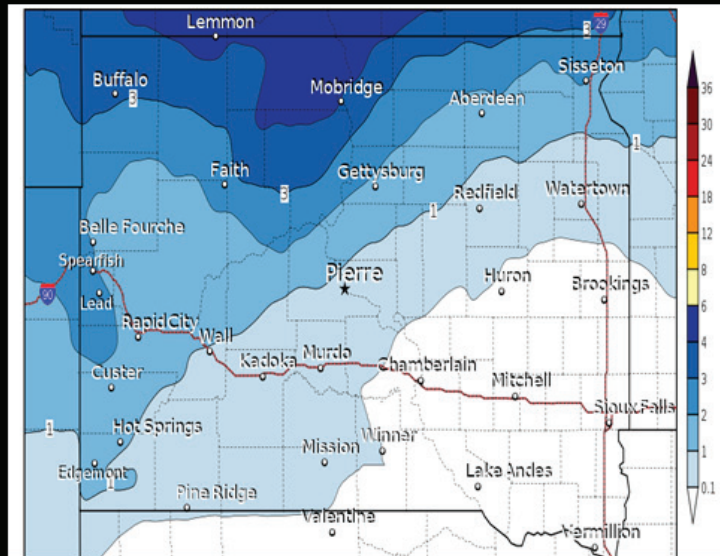 Lemmon
29
3
Sisseton
Buffalo
3
Mobridge
Aberdeen
36
30
24
18
12
8
6
4
3
2
1
0.1
1
Faith
3
Gettysburg
1
Redfield
Watertown
Belle Fourche
Spearfish
Pierre
90
Lead
Huron
Brookings
Rapid City
Wall
Kadoka
Murdo
Chamberlain
Custer
Mitchell
Sioux Falls
1
Hot Springs
Winner
Edgemont
1
Mission
Lake Andes
Pine Ridge
Valentine
Vermillion